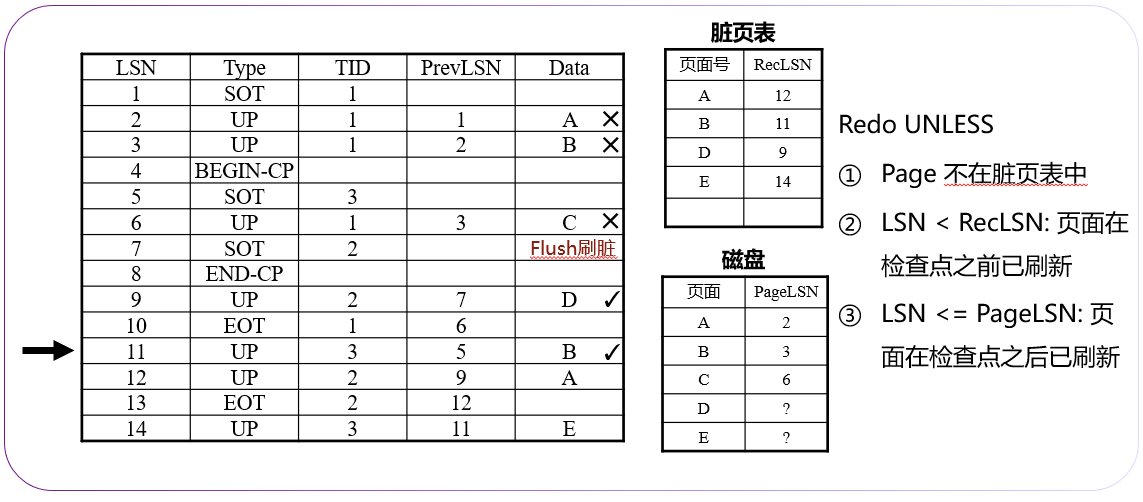 LSN Type TID PrevLSN Data
1 SOT 1
2 UP 1 1 A ✕
3 UP 1 2 B ✕
4 BEGIN-CP
5 SOT 3
6 UP 1 3 C ✕
7 SOT 2 Flush刷脏
8 END-CP
9 UP 2 7 D ✓
10 EOT 1 6
11 UP 3 5 B ✓
12 UP 2 9 A
13 EOT 2 12
14 UP 3 11 E
脏页表
页面号 RecLSN
A 12
B 11
D 9
E 14
磁盘
页面 PageLSN
A 2
B 3
C 6
D ?
E ?
Redo UNLESS
① Page 不在脏页表中
② LSN < RecLSN: 页面在
检查点之前已刷新
③ LSN <= PageLSN: 页
面在检查点之后已刷新